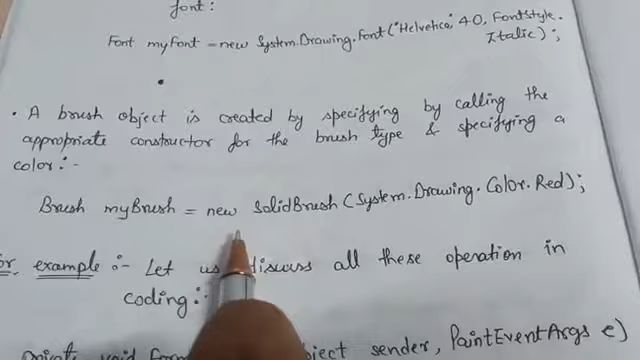 font:
Font myFont = new System.Drawing.Font("Helvetica", 40, FontStyle.
Italic);
• A brush object is created by specifying by calling the
appropriate constructor for the brush type & specifying a
color:-
Brush myBrush = new SolidBrush(System.Drawing.Color.Red);
For example :- Let us discuss all these operation in
coding:-
private void sender, PaintEventArgs e)